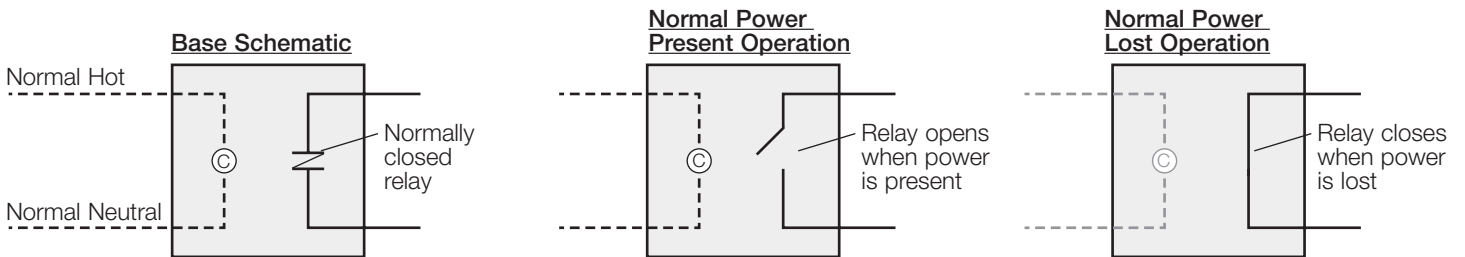 Base Schematic
Normal Hot
C
Normally
closed
relay
Normal Neutral
Normal Power
Present Operation
C
Relay opens
when power
is present
Normal Power
Lost Operation
C
Relay closes
when power
is lost